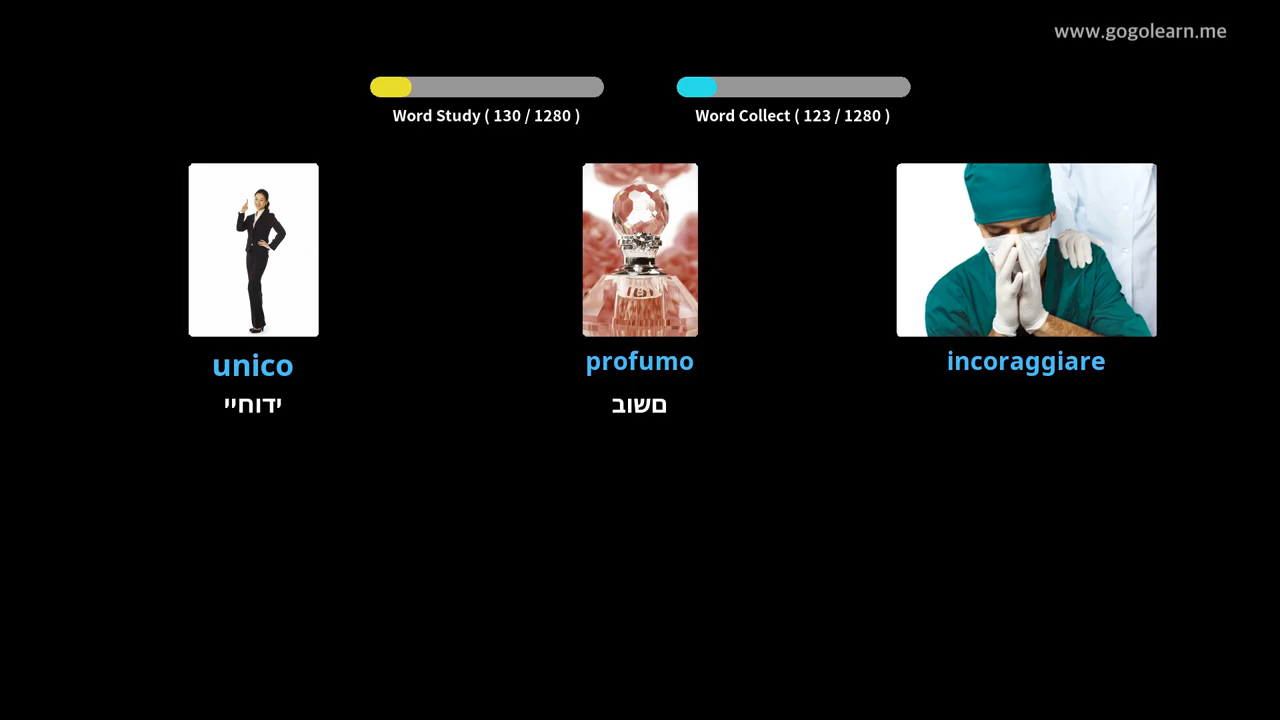 www.gogolearn.me
Word Study ( 130 / 1280 )
Word Collect ( 123 / 1280 )
unico
ייחודי
profumo
בושם
incoraggiare